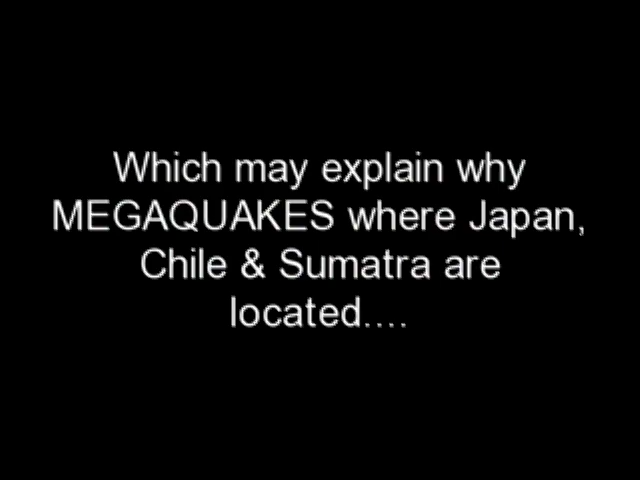 Which may explain why
MEGAQUAKES where Japan,
Chile & Sumatra are
located....